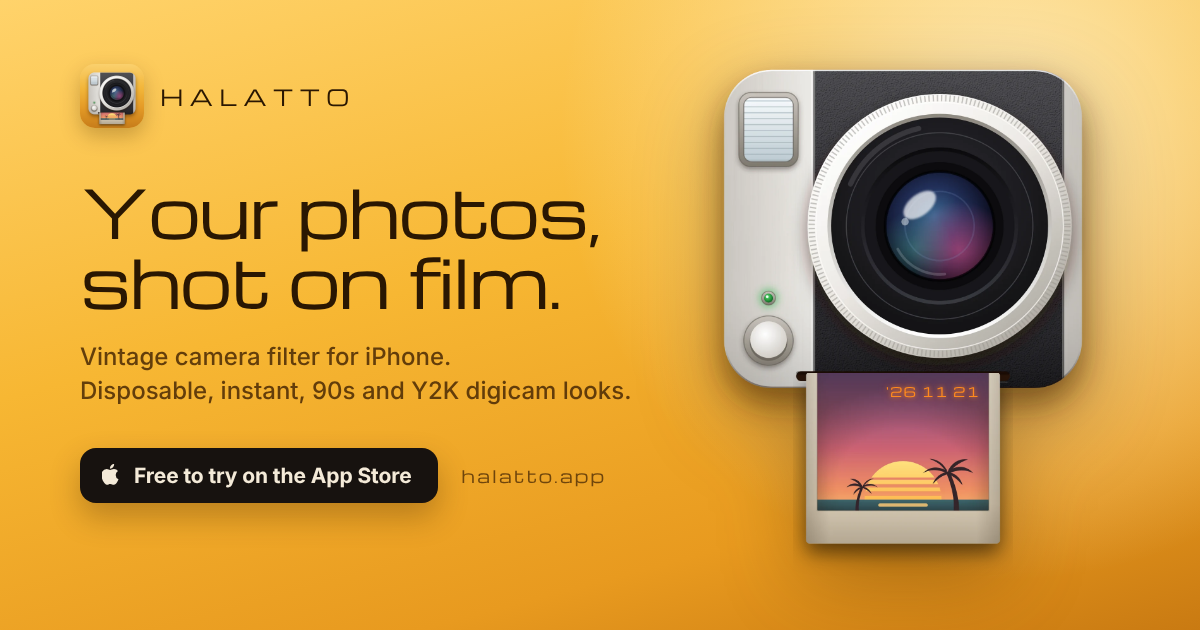 HALATTO
Your photos,
shot on film.
Vintage camera filter for iPhone.
Disposable, instant, 90s and Y2K digicam looks.
Free to try on the App Store
halatto.app
'26 11 21